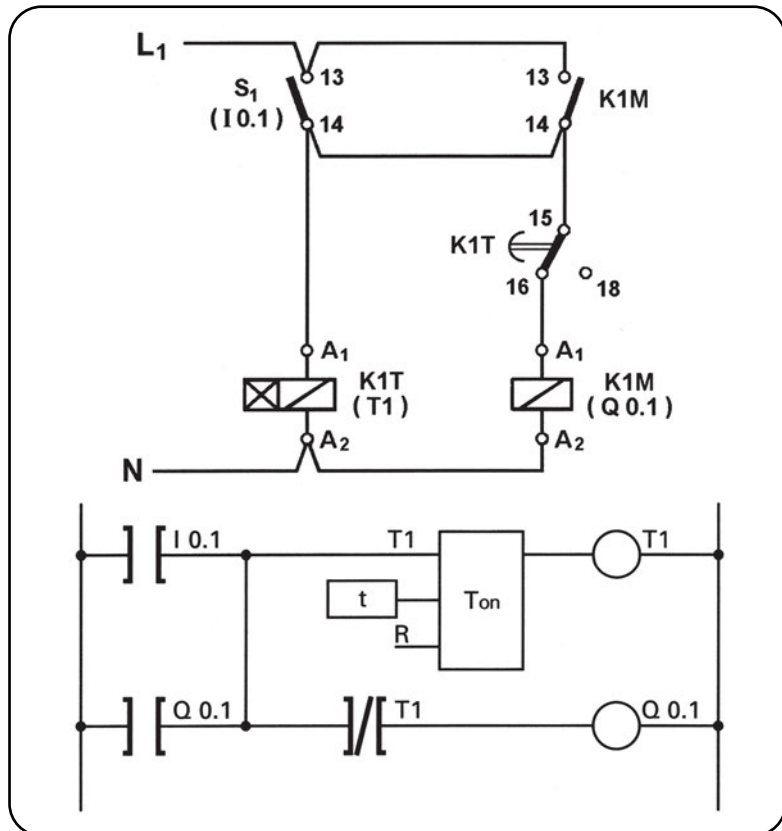 L₁
13 13
S₁ K1M
(I 0.1) 14 14
15
K1T
16 18
A₁ A₁
K1T K1M
(T1) (Q 0.1)
A₂ A₂
N
I 0.1 T1 T1
t Ton
R
Q 0.1 T1 Q 0.1